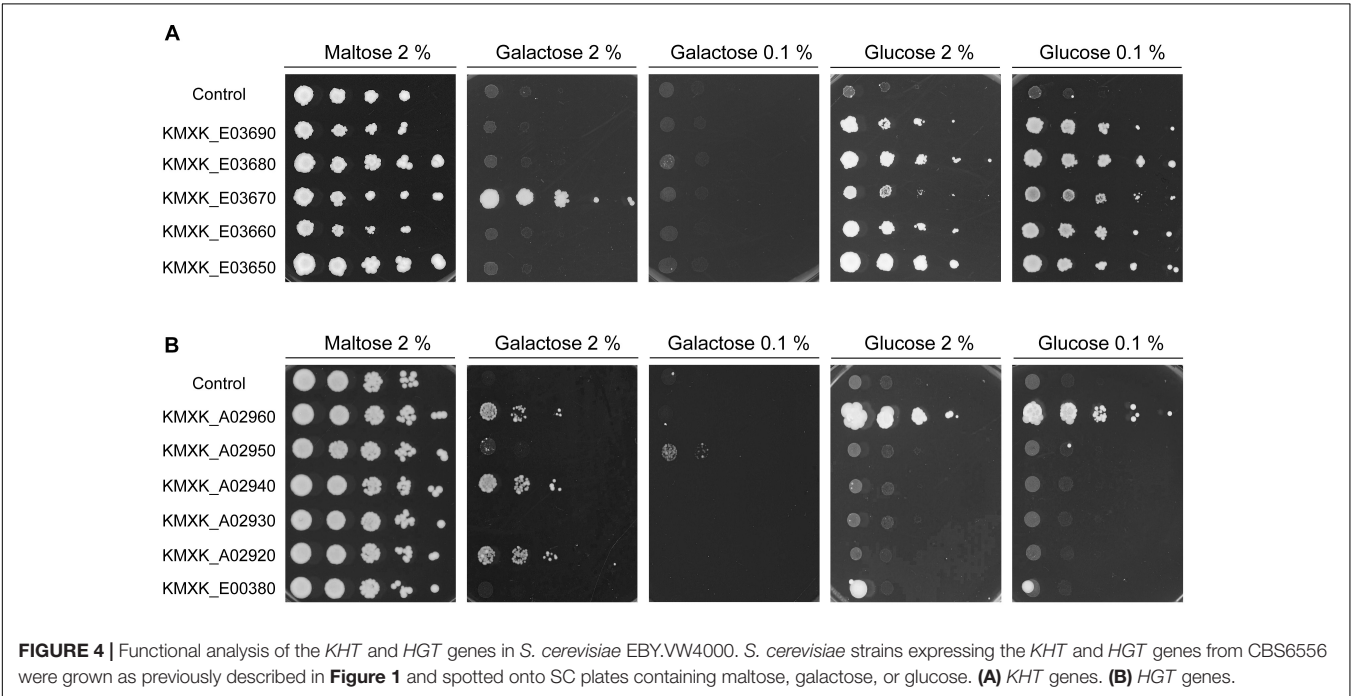 A
Maltose 2 % Galactose 2 % Galactose 0.1 % Glucose 2 % Glucose 0.1 %
Control
KMXK_E03690
KMXK_E03680
KMXK_E03670
KMXK_E03660
KMXK_E03650
B
Maltose 2 % Galactose 2 % Galactose 0.1 % Glucose 2 % Glucose 0.1 %
Control
KMXK_A02960
KMXK_A02950
KMXK_A02940
KMXK_A02930
KMXK_A02920
KMXK_E00380
FIGURE 4 | Functional analysis of the KHT and HGT genes in S. cerevisiae EBY.VW4000. S. cerevisiae strains expressing the KHT and HGT genes from CBS6556
were grown as previously described in Figure 1 and spotted onto SC plates containing maltose, galactose, or glucose. (A) KHT genes. (B) HGT genes.